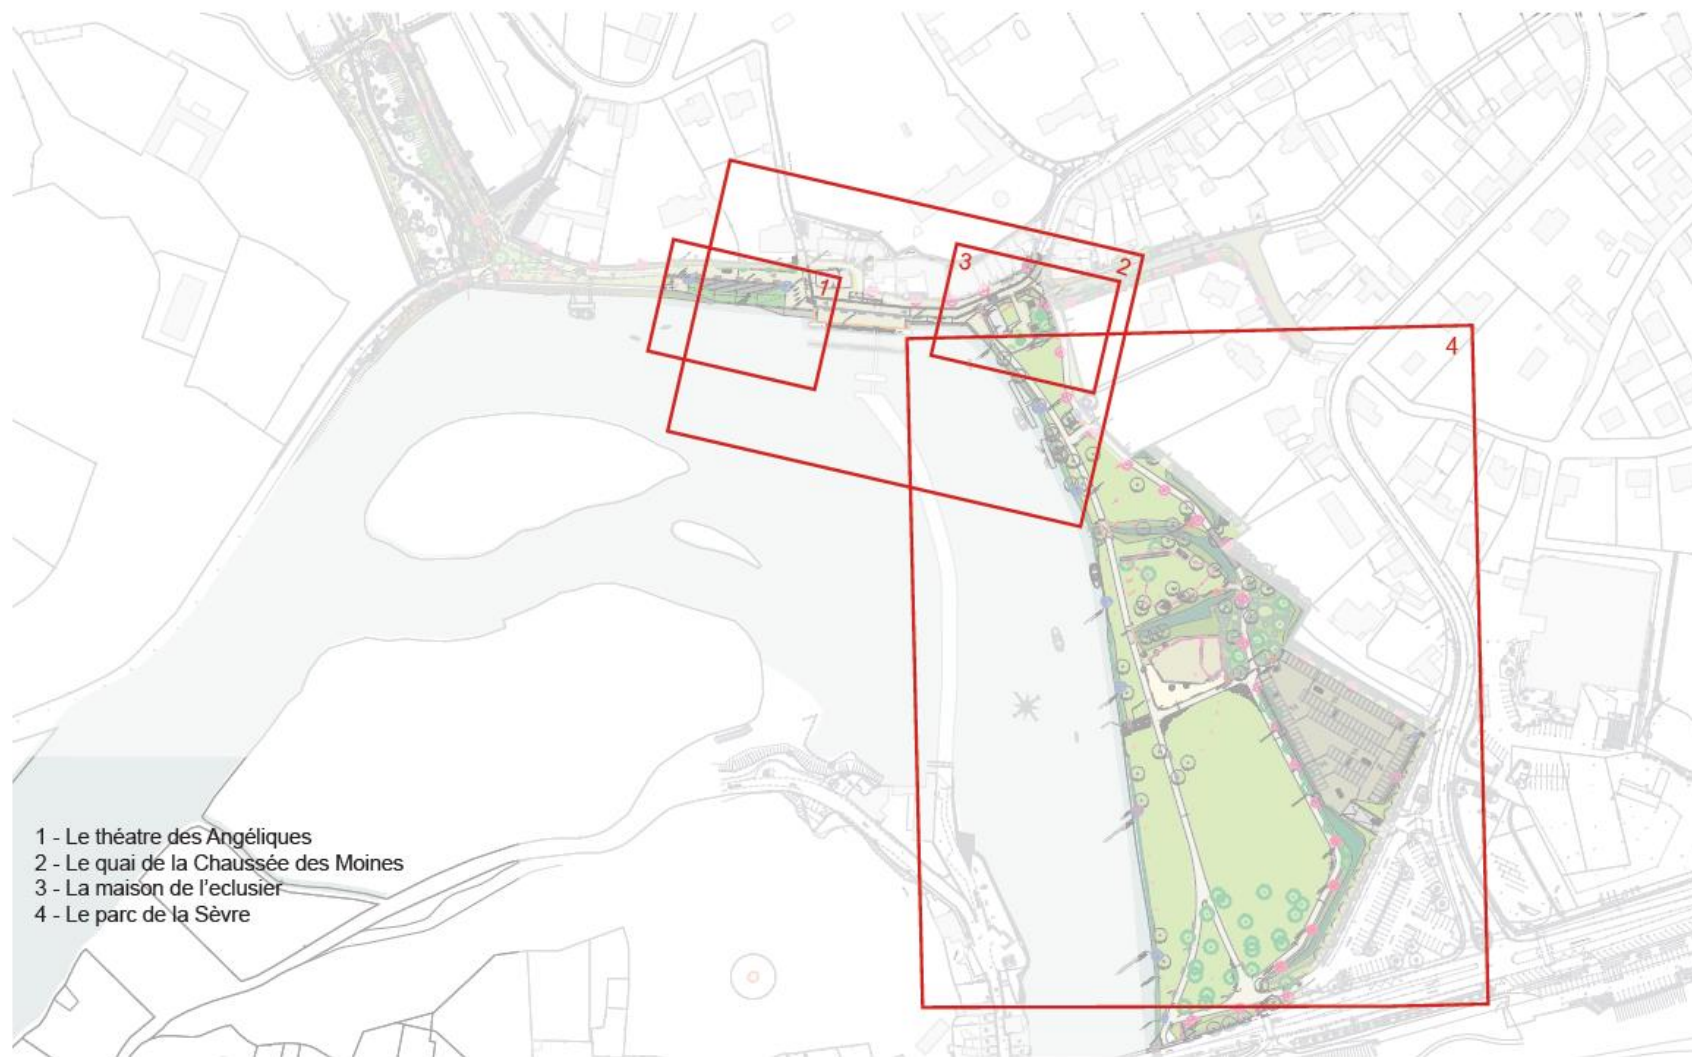 1
3
2
4
1 - Le théatre des Angéliques
2 - Le quai de la Chaussée des Moines
3 - La maison de l'eclusier
4 - Le parc de la Sèvre